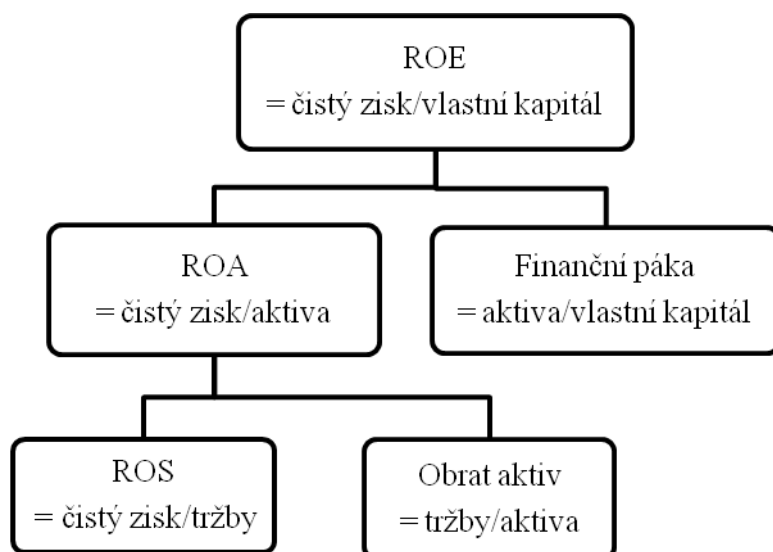 ROE
= čistý zisk/vlastní kapitál
ROA
= čistý zisk/aktiva
Finanční páka
= aktiva/vlastní kapitál
ROS
= čistý zisk/tržby
Obrat aktiv
= tržby/aktiva